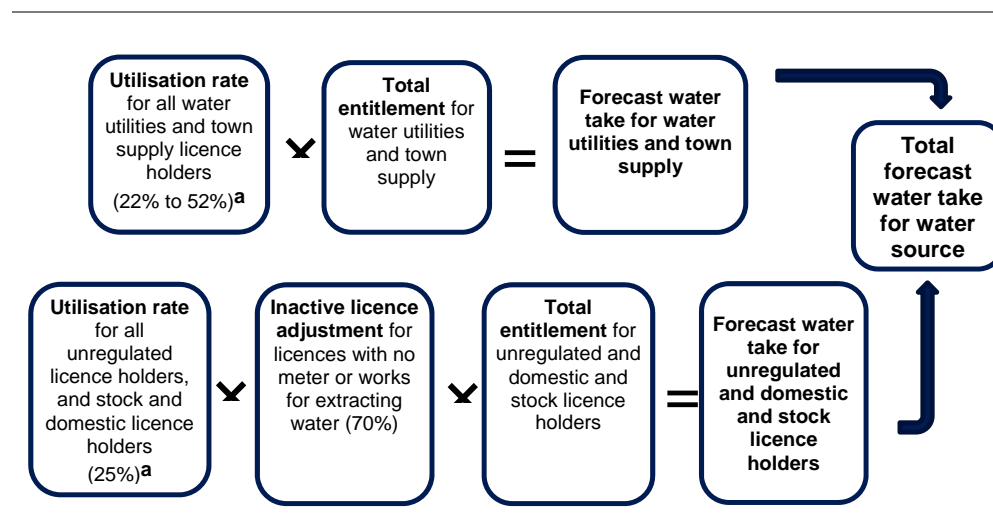 Utilisation rate
for all water
utilities and town
supply licence
holders
(22% to 52%)a
×
Total
entitlement for
water utilities
and town
supply
=
Forecast water
take for water
utilities and town
supply
Total
forecast
water take
for water
source
Utilisation rate
for all
unregulated
licence holders,
and stock and
domestic licence
holders
(25%)a
×
Inactive licence
adjustment for
licences with no
meter or works
for extracting
water (70%)
×
Total
entitlement for
unregulated and
domestic and
stock licence
holders
=
Forecast water
take for
unregulated
and domestic
and stock
licence
holders